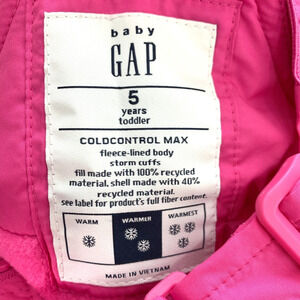 baby
GAP
5
years
toddler
COLDCONTROL MAX
fleece-lined body
storm cuffs
fill made with 100% recycled
material. shell made with 40%
recycled material.
see label for product's full fiber content.
WARM WARMER WARMEST
MADE IN VIETNAM